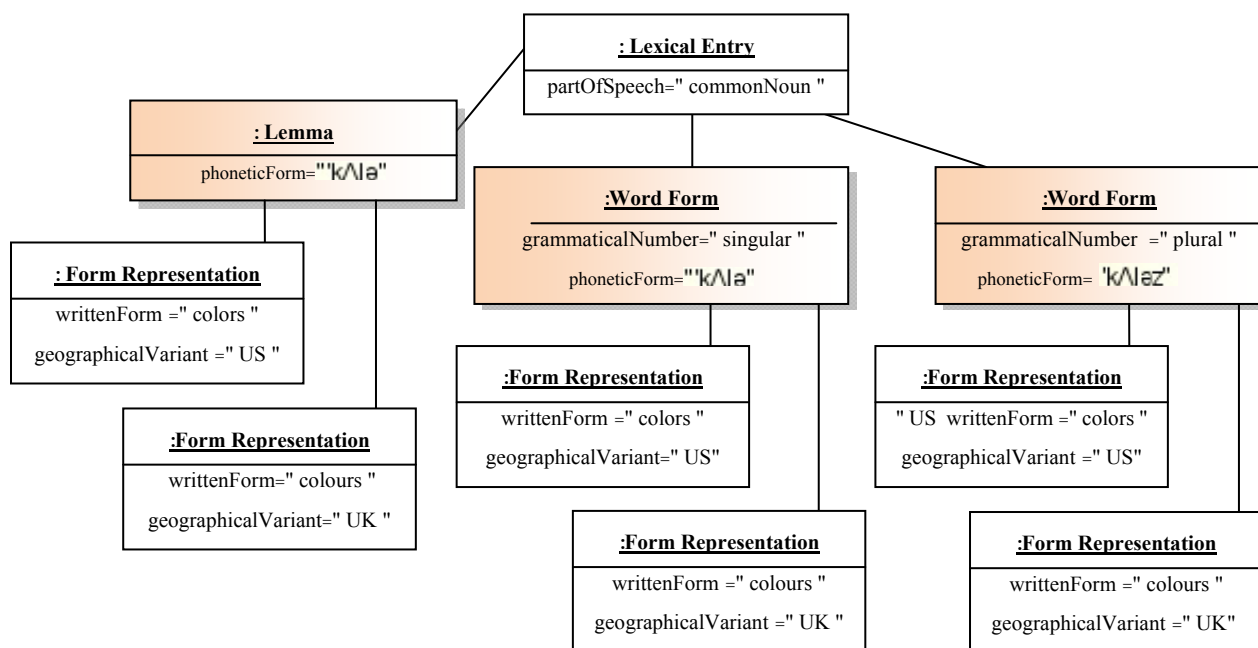 : Lexical Entry
partOfSpeech=" commonNoun "
: Lemma
phoneticForm="'kʌlə"
: Form Representation
writtenForm =" colors "
geographicalVariant =" US "
:Form Representation
writtenForm=" colours "
geographicalVariant=" UK "
:Word Form
grammaticalNumber=" singular "
phoneticForm="'kʌlə"
:Form Representation
writtenForm =" colors "
geographicalVariant=" US"
:Form Representation
writtenForm =" colours "
geographicalVariant =" UK "
:Word Form
grammaticalNumber =" plural "
phoneticForm= 'kʌləz"
:Form Representation
" US writtenForm =" colors "
geographicalVariant =" US"
:Form Representation
writtenForm =" colours "
geographicalVariant =" UK"